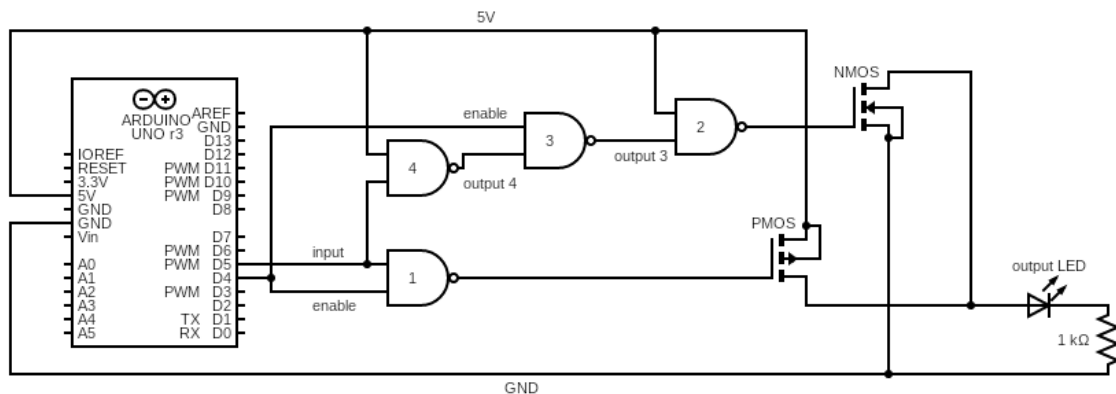 5V
ARDUINO
UNO r3
AREF
GND
D13
IOREF
D12
RESET
PWM D11
3.3V
PWM D10
5V
PWM D9
GND
D8
GND
Vin
D7
PWM D6
A0
PWM D5
A1
D4
A2
PWM D3
A3
D2
A4
TX D1
A5
RX D0
enable
3
output 3
2
4
output 4
NMOS
input
1
enable
PMOS
output LED
1 kΩ
GND